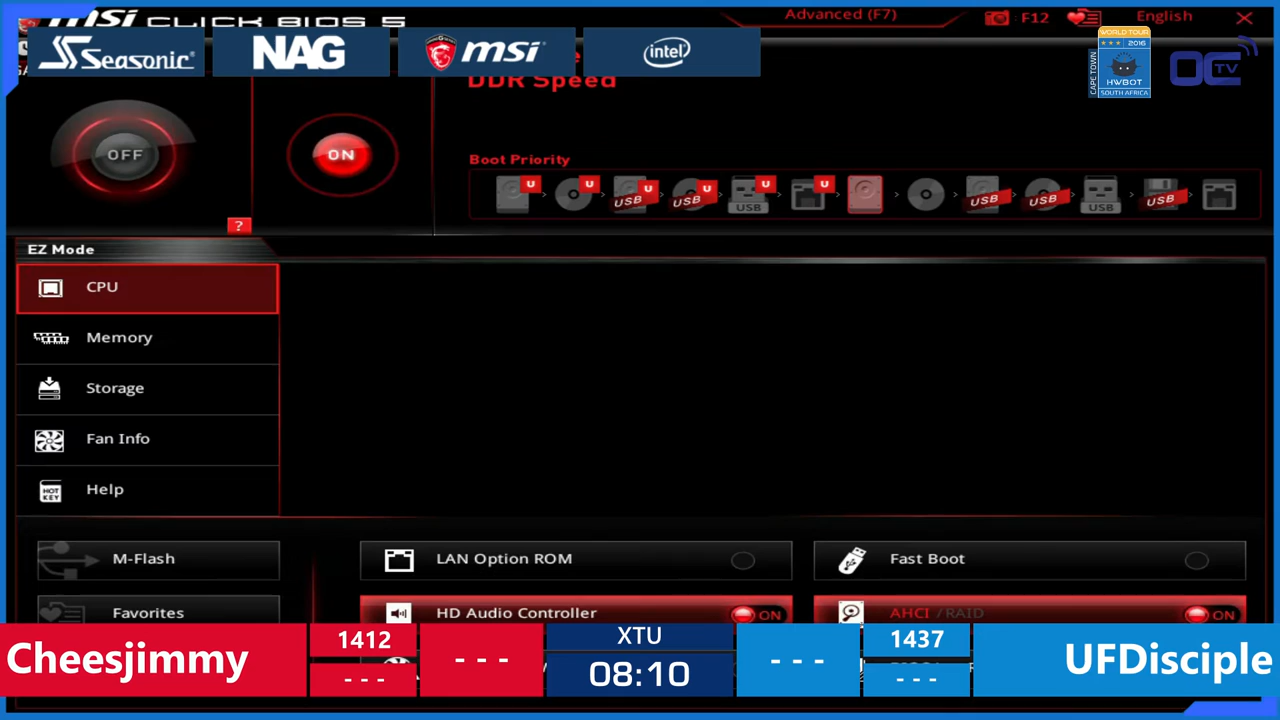 msi CLICK BIOS 5
Advanced (F7)
F12
English
Seasonic
NAG
msi
intel
WORLD TOUR
2016
CAPE TOWN
HWBOT
SOUTH AFRICA
OCTV
DDR Speed
OFF
ON
Boot Priority
U U U U U U
USB USB USB USB USB USB USB
?
EZ Mode
CPU
Memory
Storage
Fan Info
HOT KEY
Help
M-Flash
LAN Option ROM
Fast Boot
Favorites
HD Audio Controller
ON
AHCI /RAID
ON
Cheesjimmy
1412
- - -
- - -
XTU
08:10
- - -
1437
- - -
UFDisciple